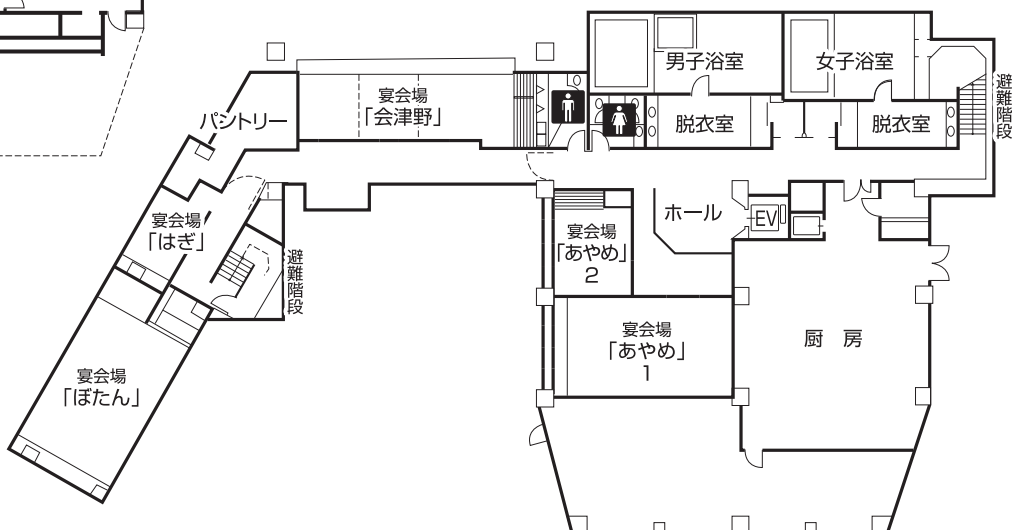 男子浴室
女子浴室
避難階段
宴会場
「会津野」
パントリー
脱衣室
脱衣室
宴会場
「はぎ」
ホール
EV
宴会場
「あやめ」
2
避難階段
宴会場
「あやめ」
1
厨 房
宴会場
「ぼたん」